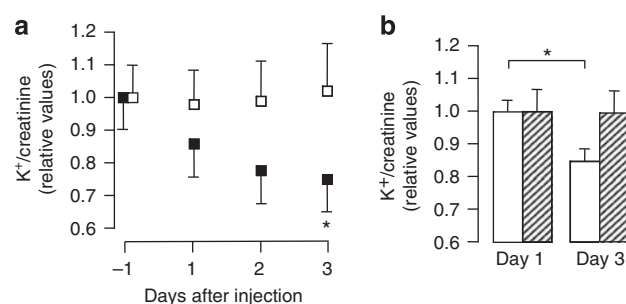 a
K⁺/creatinine
(relative values)
1.2
1.1
1.0
0.9
0.8
0.7
0.6
*
–1 1 2 3
Days after injection
b
K⁺/creatinine
(relative values)
1.2
1.1
1.0
0.9
0.8
0.7
0.6
*
Day 1 Day 3